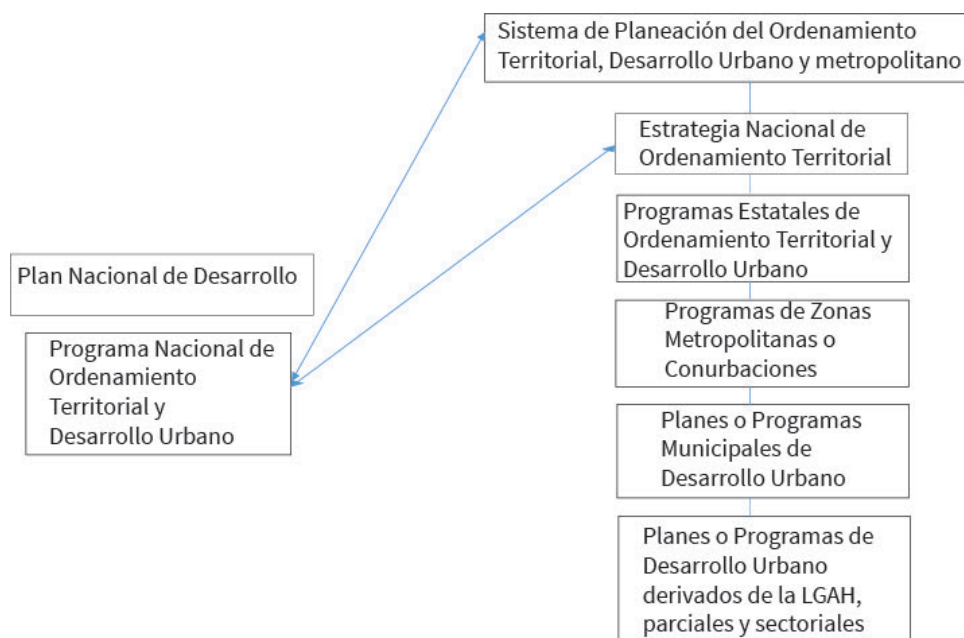 Sistema de Planeación del Ordenamiento
Territorial, Desarrollo Urbano y metropolitano
Estrategia Nacional de
Ordenamiento Territorial
Programas Estatales de
Ordenamiento Territorial y
Desarrollo Urbano
Plan Nacional de Desarrollo
Programa Nacional de
Ordenamiento
Territorial y
Desarrollo Urbano
Programas de Zonas
Metropolitanas o
Conurbaciones
Planes o Programas
Municipales de
Desarrollo Urbano
Planes o Programas de
Desarrollo Urbano
derivados de la LGAH,
parciales y sectoriales